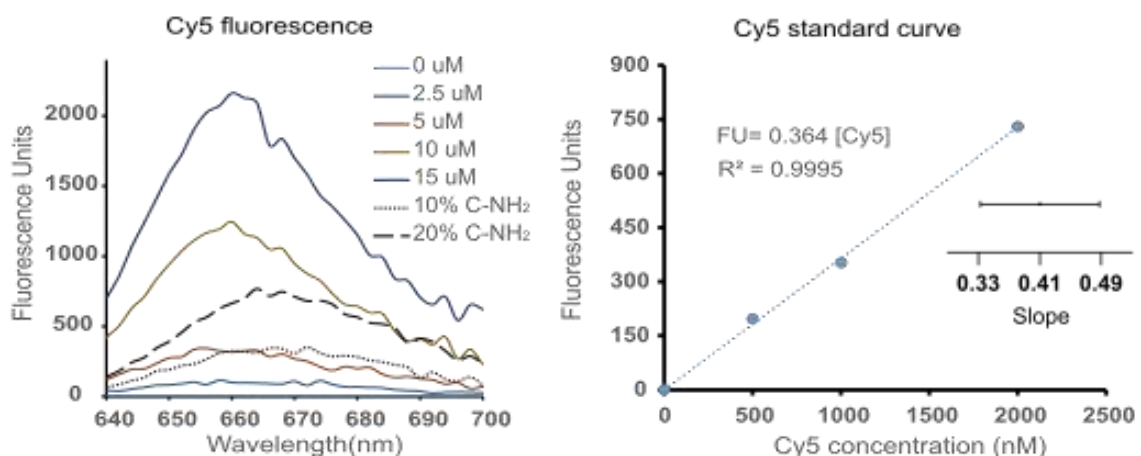 Cy5 fluorescence
Fluorescence Units
2000
1500
1000
500
0
640 650 660 670 680 690 700
Wavelength(nm)
0 uM
2.5 uM
5 uM
10 uM
15 uM
10% C-NH₂
20% C-NH₂
Cy5 standard curve
Fluorescence Units
900
750
600
450
300
150
0
0 500 1000 1500 2000 2500
Cy5 concentration (nM)
FU= 0.364 [Cy5]
R² = 0.9995
0.33 0.41 0.49
Slope